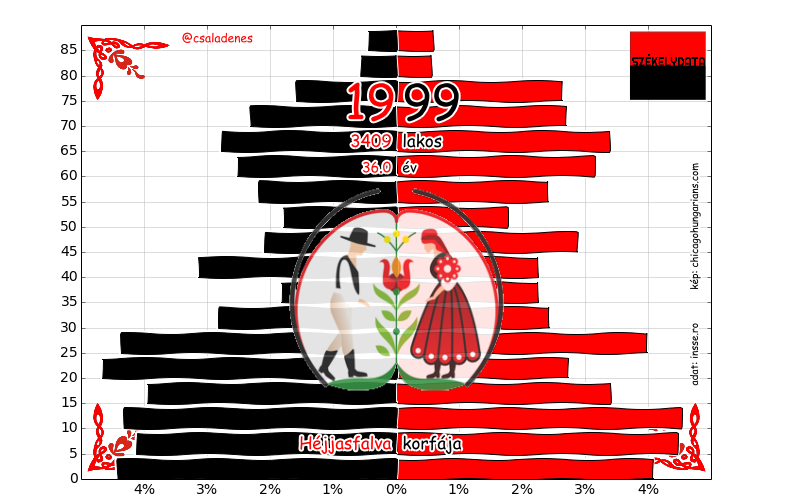 @csaladenes
SZÉKELYDATA
1999
3409 lakos
36.0 év
kép: chicagohungarians.com
adat: insse.ro
Héjjasfalva korfája
85
80
75
70
65
60
55
50
45
40
35
30
25
20
15
10
5
0
4% 3% 2% 1% 0% 1% 2% 3% 4%